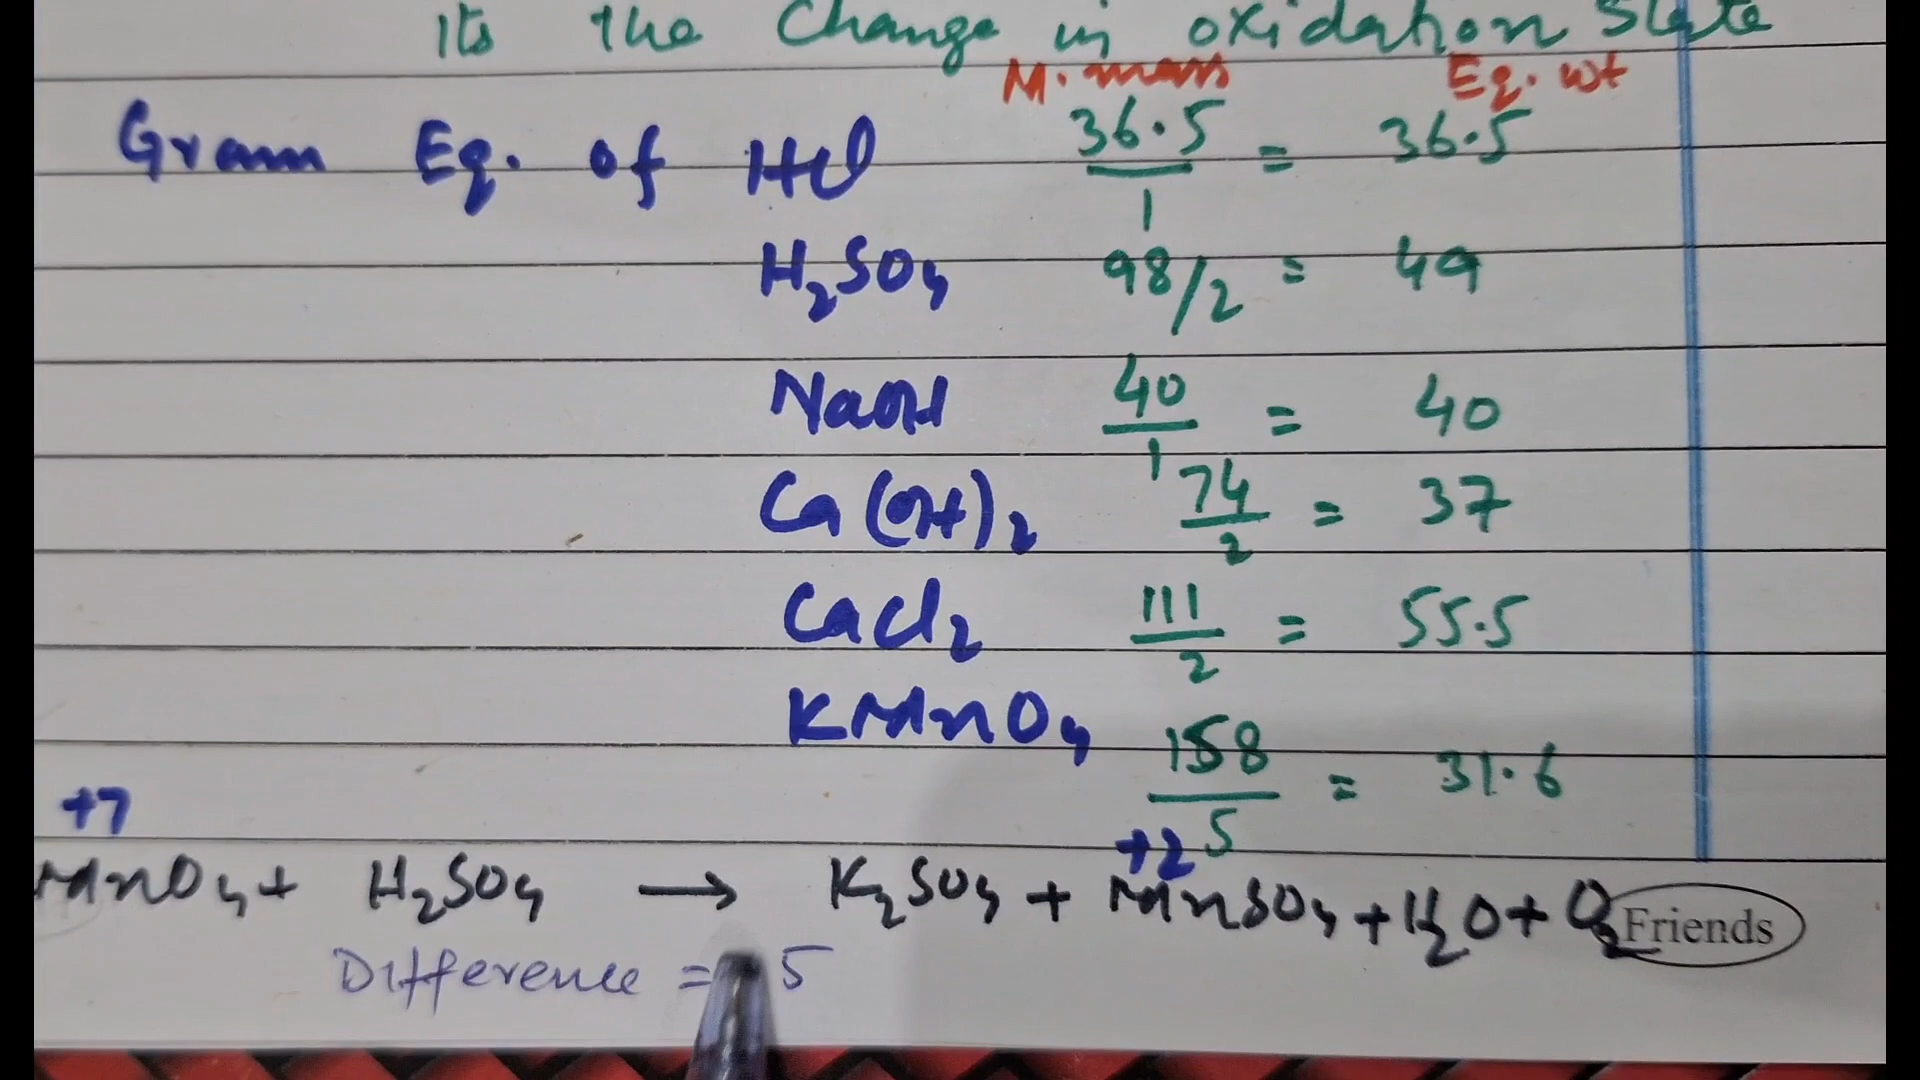 Its the Change in oxidation State
M. mass Eq. wt
Gram Eq. of HCl 36.5/1 = 36.5
H2SO4 98/2 = 49
NaOH 40/1 = 40
Ca(OH)2 74/2 = 37
CaCl2 111/2 = 55.5
KMnO4 158/5 = 31.6
+7 +2
MnO4 + H2SO4 → K2SO4 + MnSO4 + H2O + O2
Friends
Difference = 5